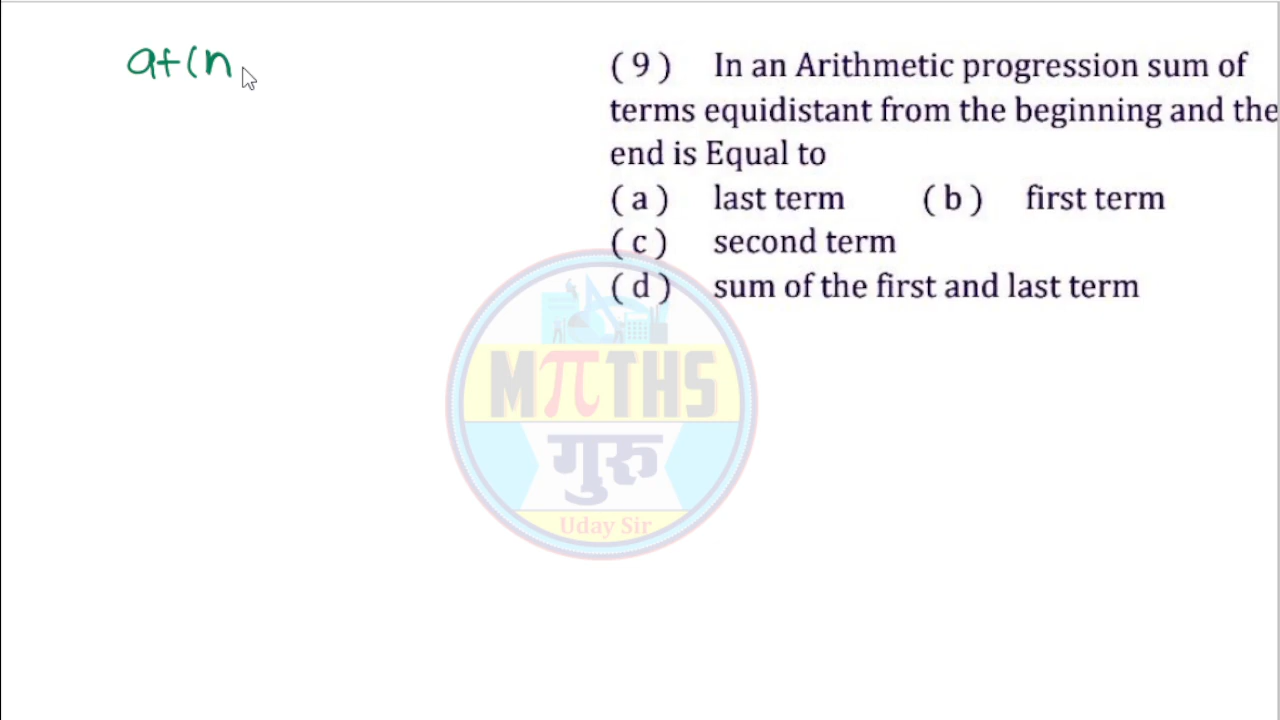 a+(n
( 9 ) In an Arithmetic progression sum of
terms equidistant from the beginning and the
end is Equal to
( a ) last term ( b ) first term
( c ) second term
( d ) sum of the first and last term
MπTHS
गुरु
Uday Sir